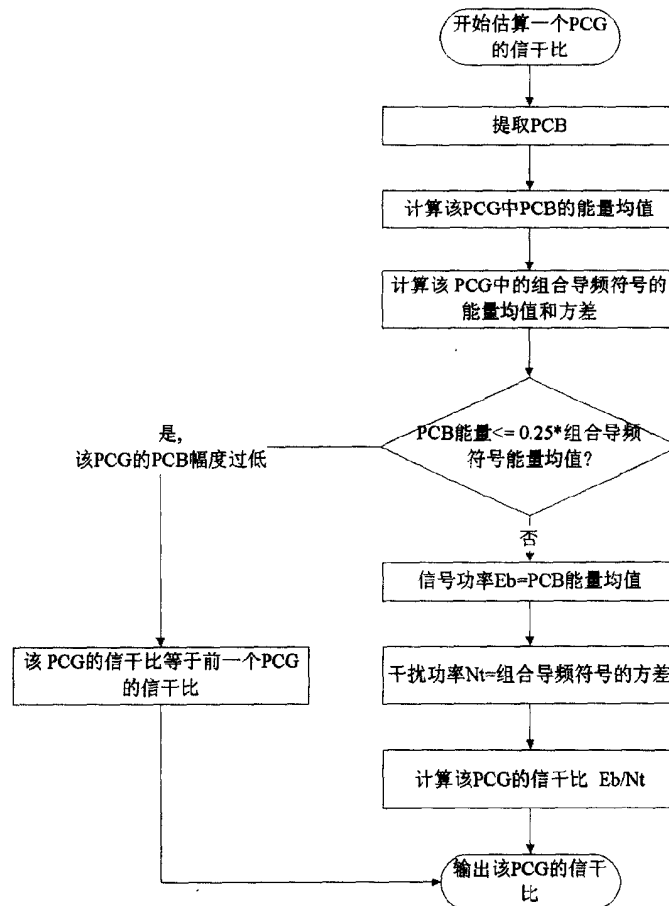 开始估算一个PCG
的信干比
提取PCB
计算该PCG中PCB的能量均值
计算该 PCG中的组合导频符号的
能量均值和方差
PCB能量<= 0.25*组合导频
符号能量均值?
是,
该PCG的PCB幅度过低
否
信号功率Eb=PCB能量均值
该 PCG的信干比等于前一个PCG
的信干比
干扰功率Nt=组合导频符号的方差
计算该PCG的信干比 Eb/Nt
输出该PCG的信干
比